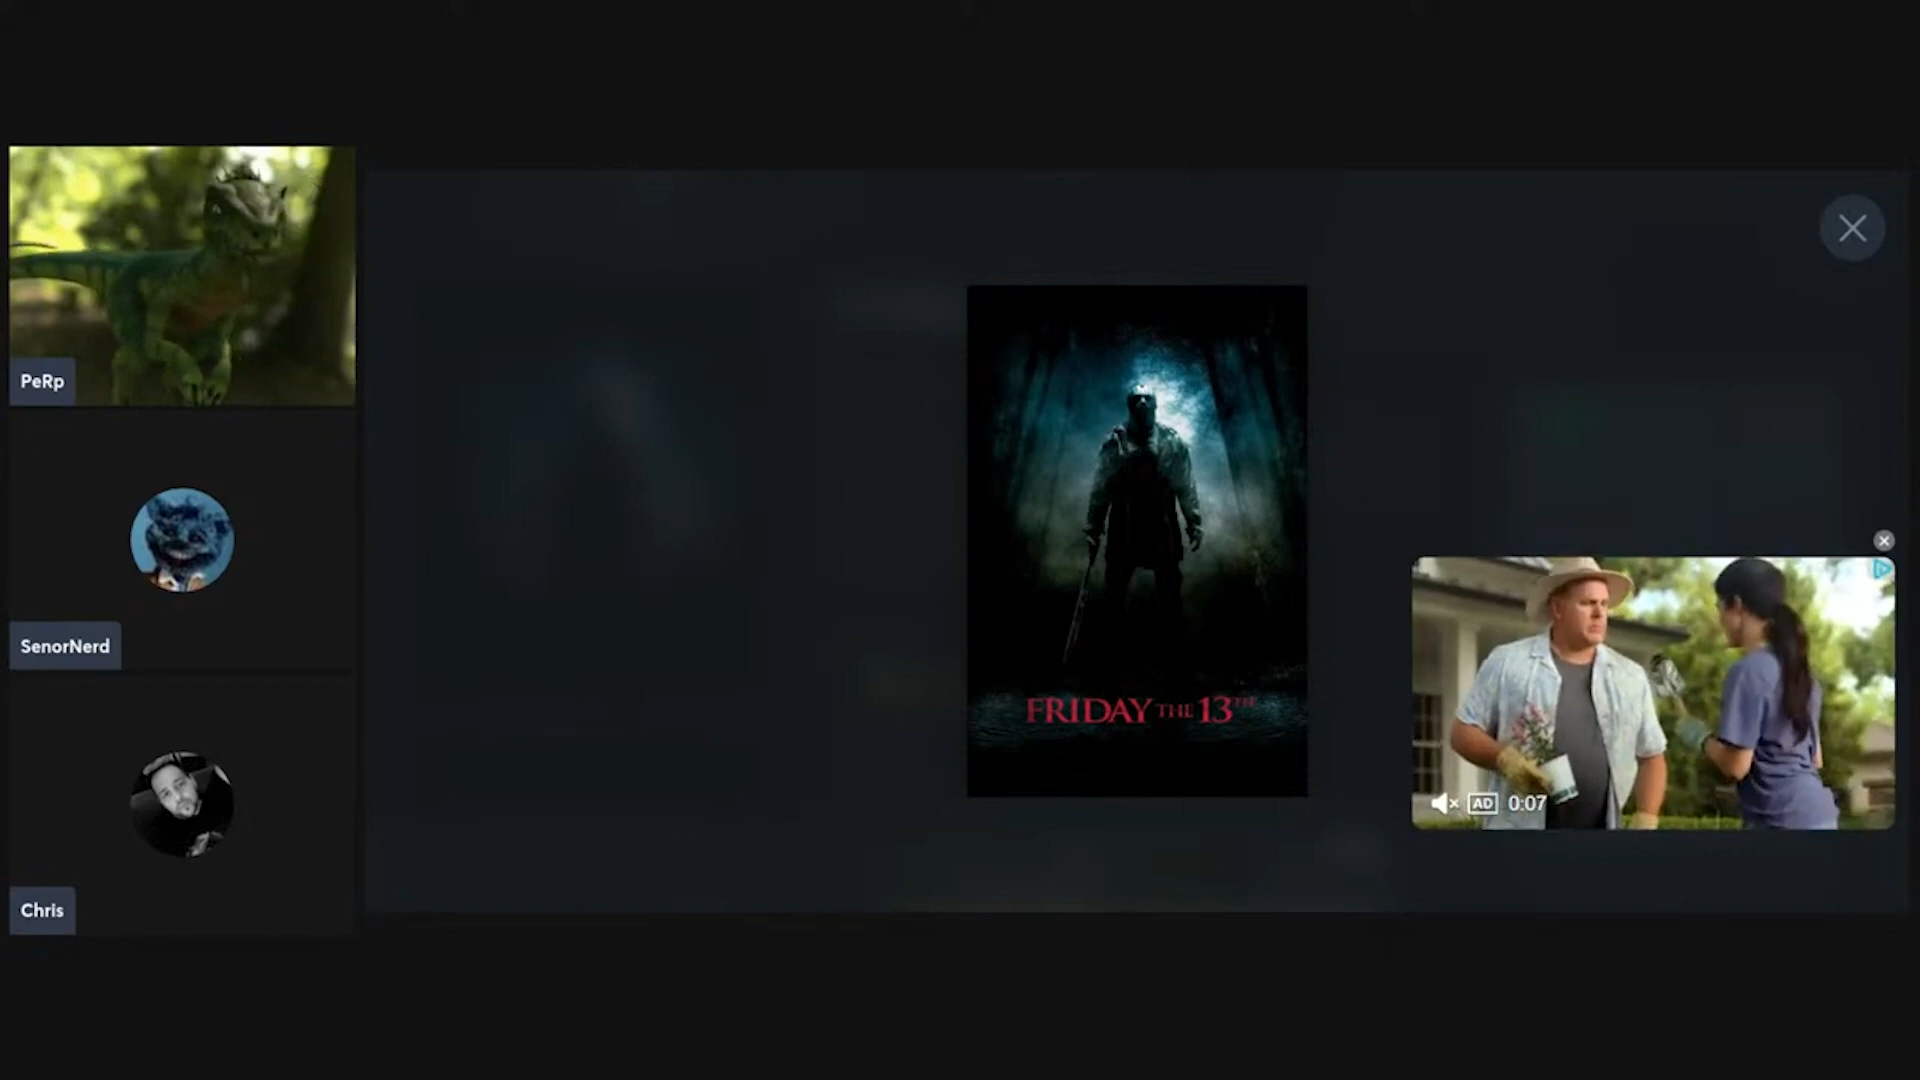 PeRp
SenorNerd
Chris
FRIDAY THE 13TH
AD 0:07